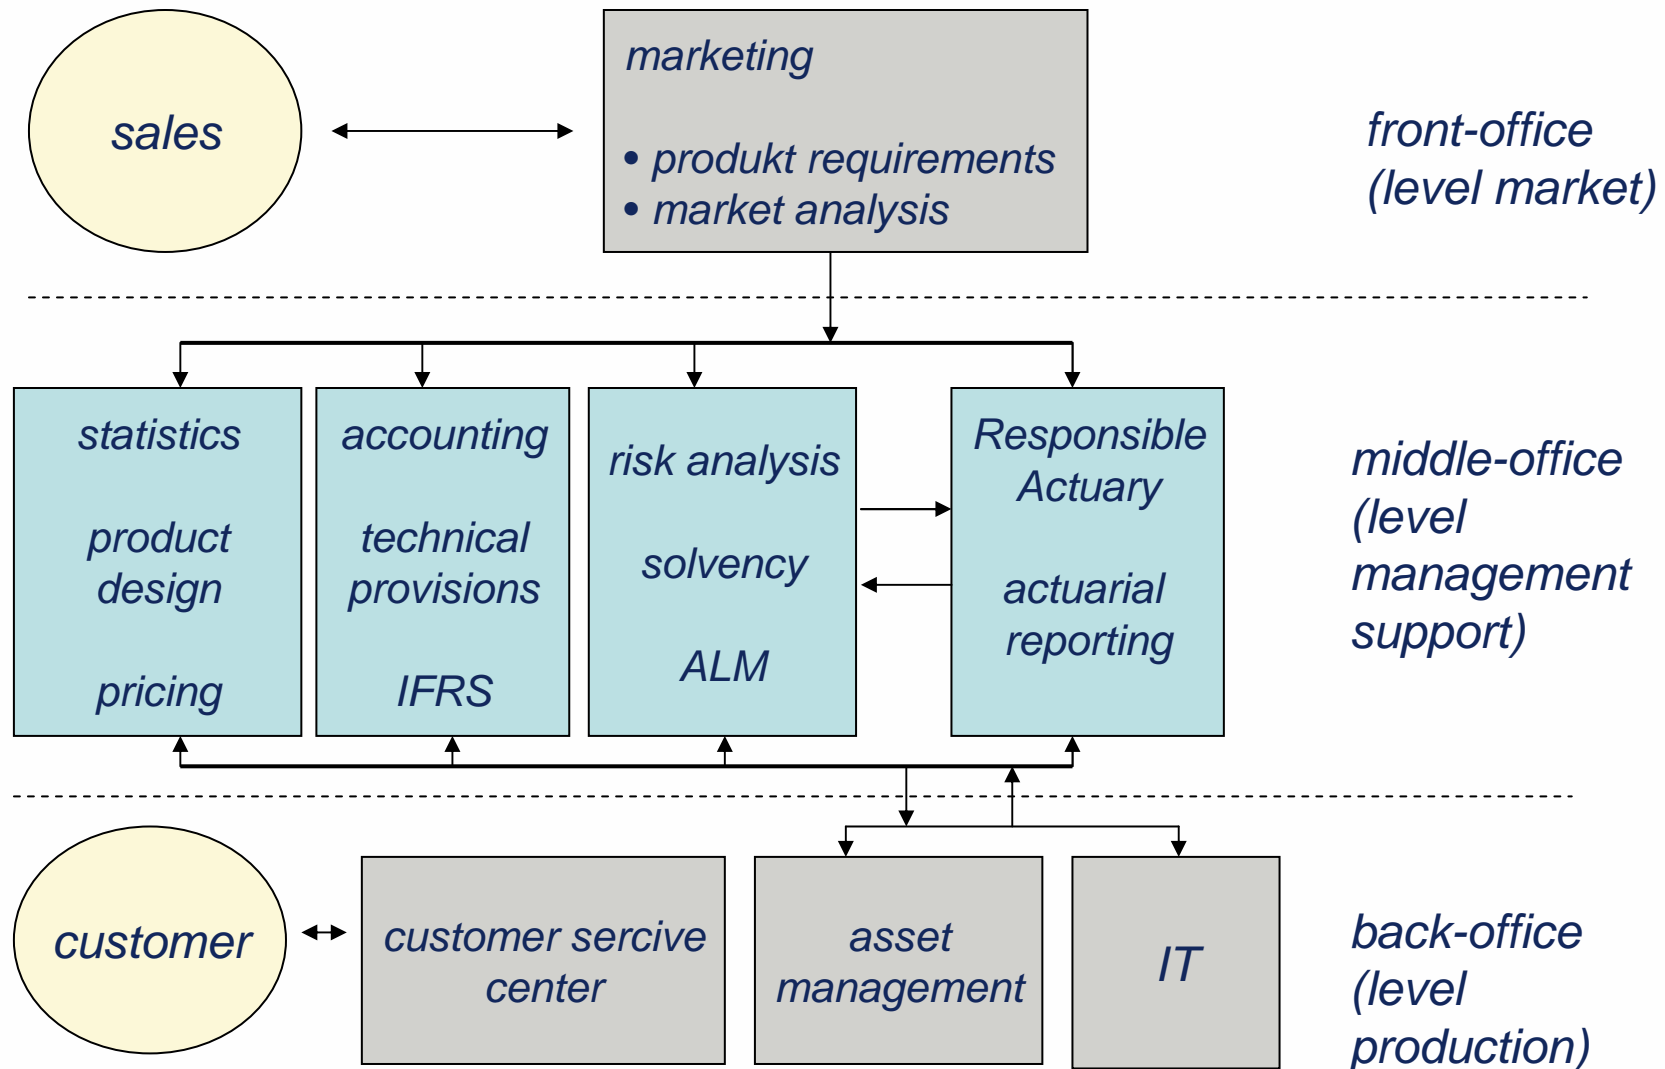 sales
marketing
• produkt requirements
• market analysis
front-office
(level market)
statistics
product
design
pricing
accounting
technical
provisions
IFRS
risk analysis
solvency
ALM
Responsible
Actuary
actuarial
reporting
middle-office
(level
management
support)
customer
customer sercive
center
asset
management
IT
back-office
(level
production)